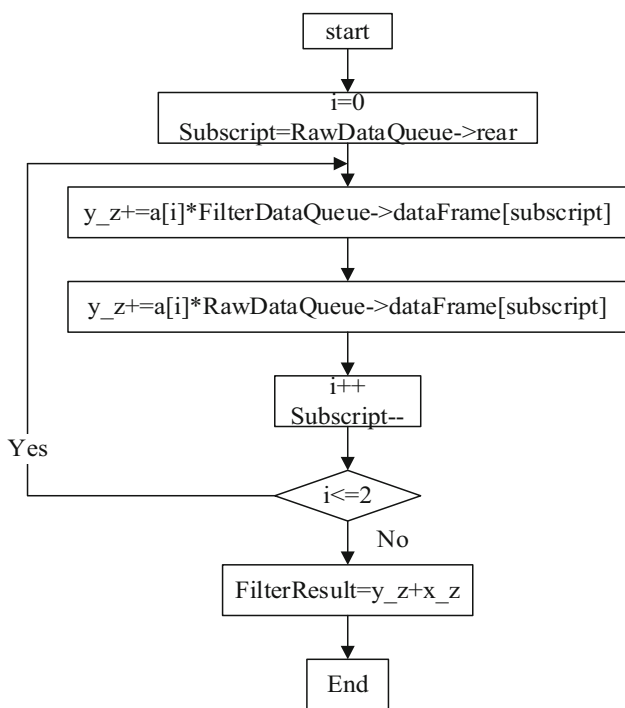 start
i=0
Subscript=RawDataQueue->rear
y_z+=a[i]*FilterDataQueue->dataFrame[subscript]
y_z+=a[i]*RawDataQueue->dataFrame[subscript]
i++
Subscript--
Yes
i<=2
No
FilterResult=y_z+x_z
End